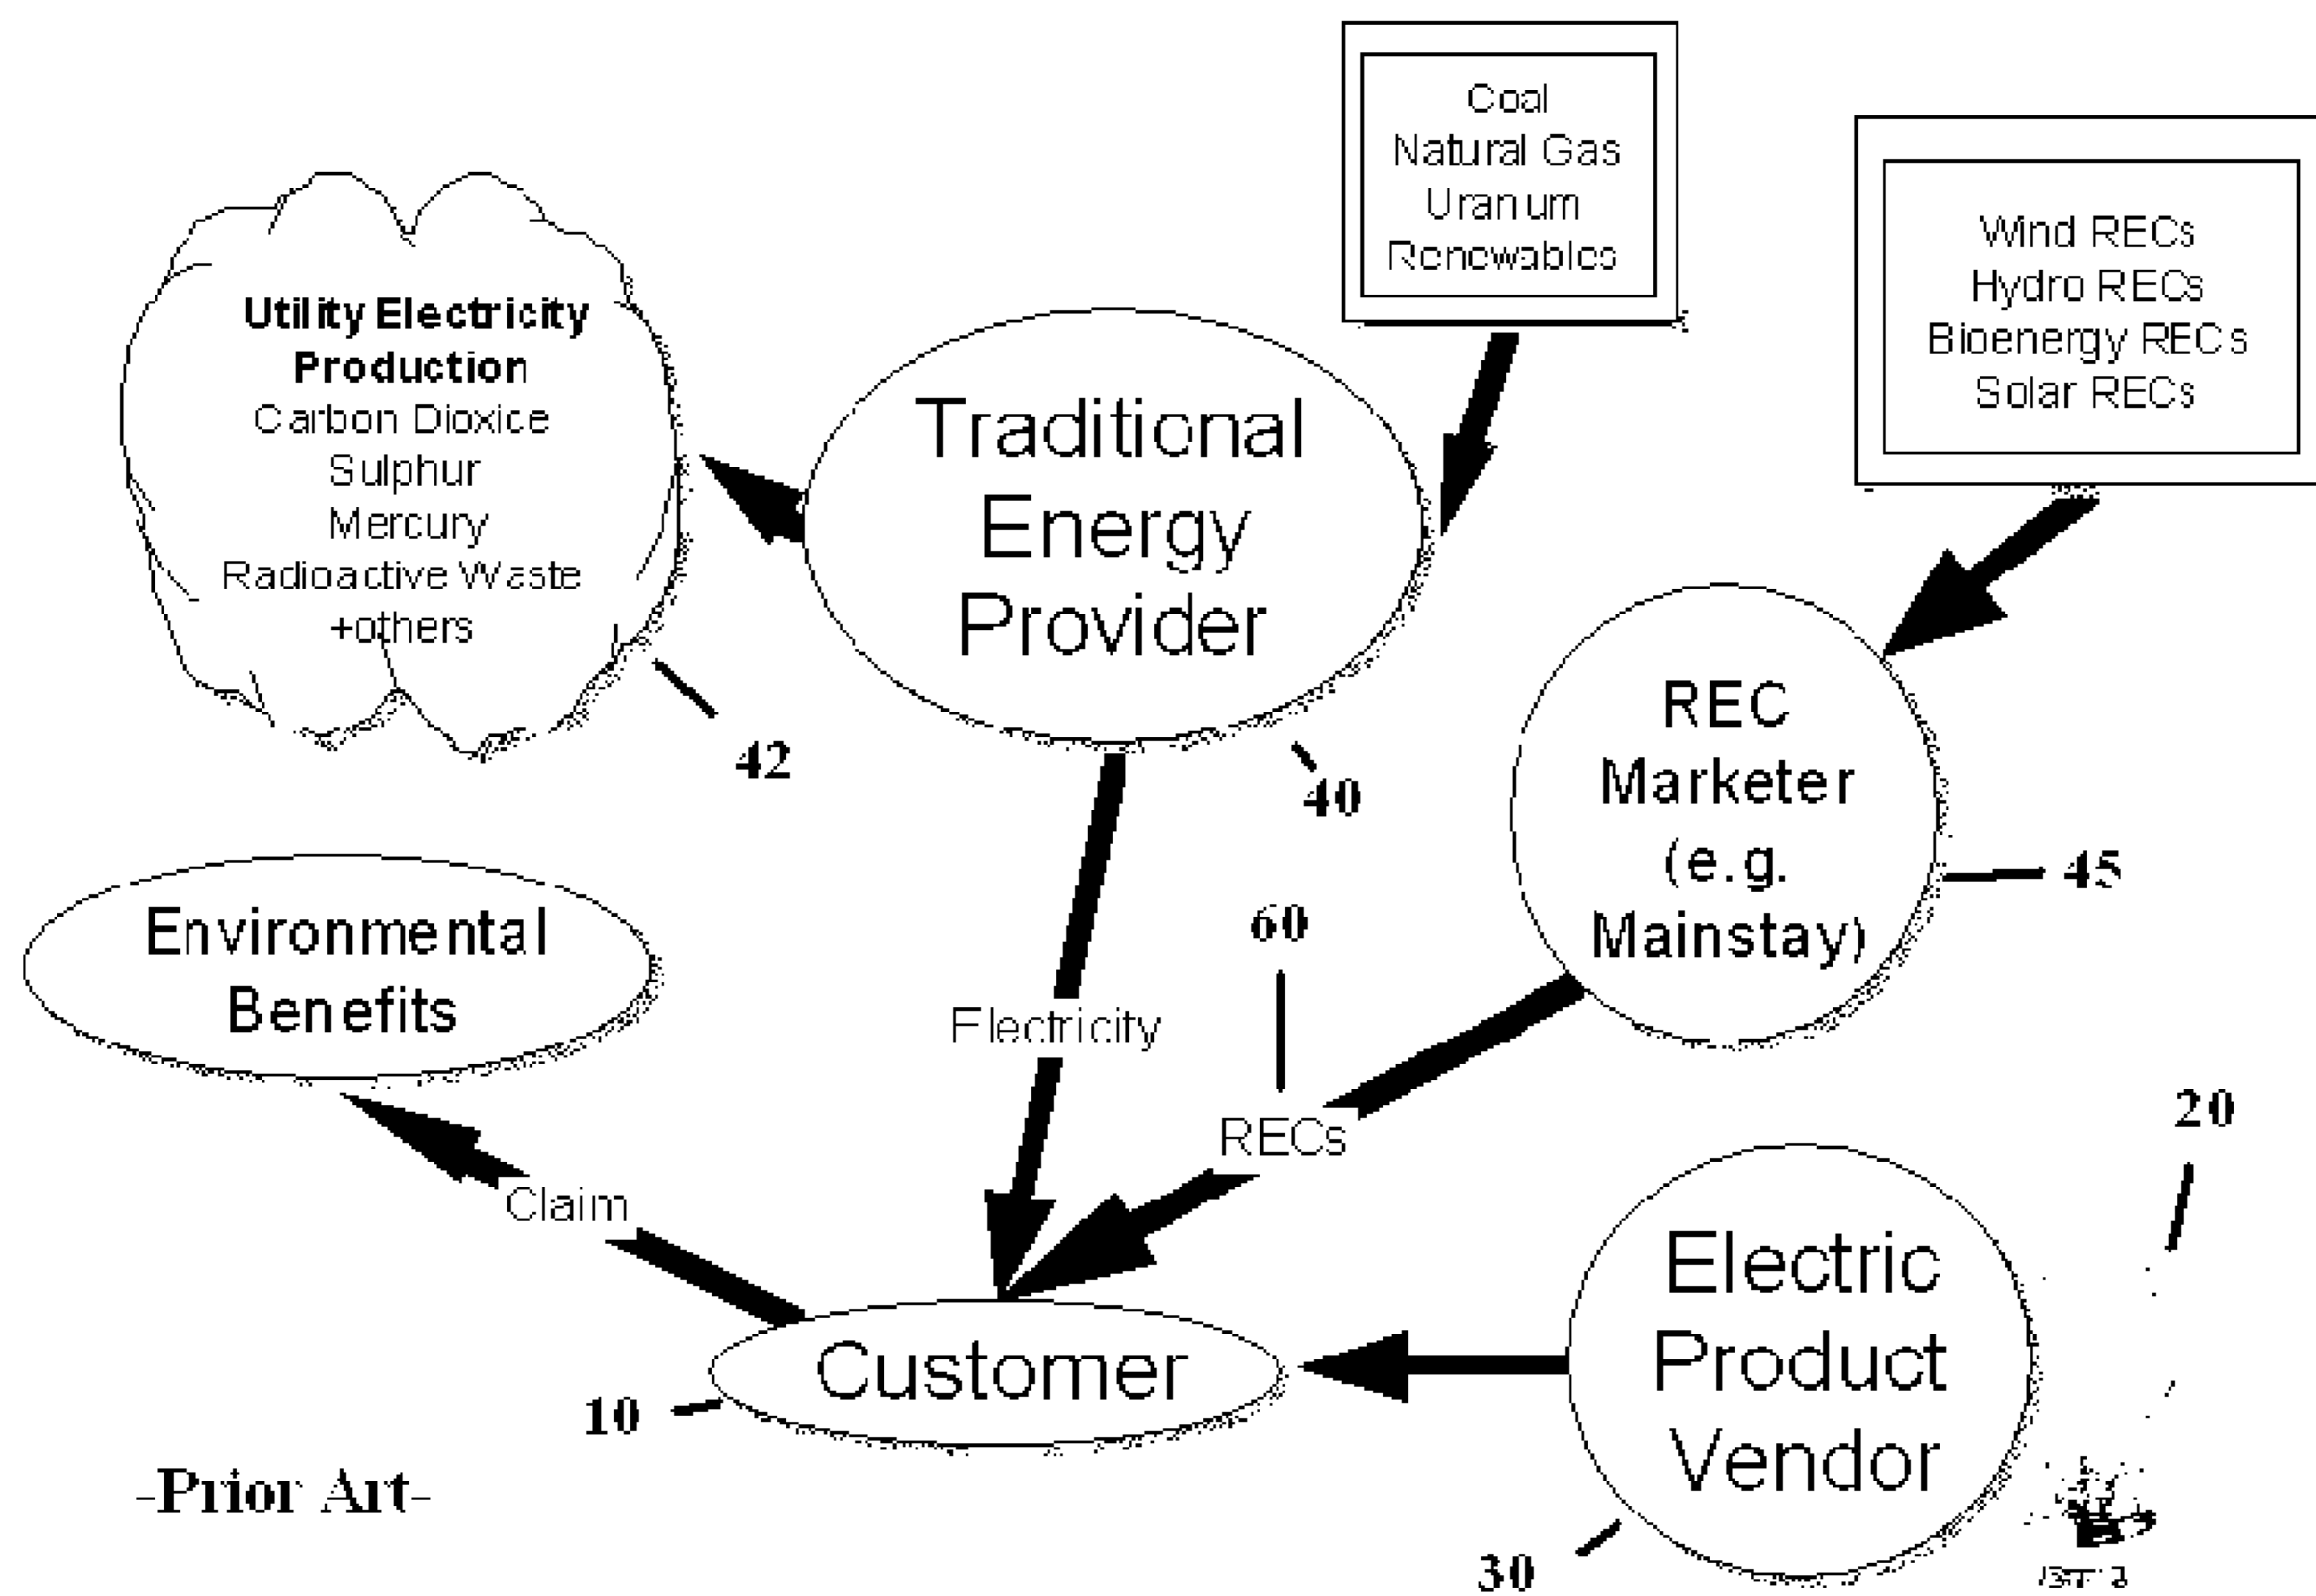 Coal
Natural Gas
Uranium
Renewables
Wind RECs
Hydro RECs
Bioenergy RECs
Solar RECs
Utility Electricity
Production
Carbon Dioxice
Sulphur
Mercury
Radioactive Waste
+others
42
Traditional
Energy
Provider
40
REC
Marketer
(e.g.
Mainstay)
45
Environmental
Benefits
60
Electricity
RECs
20
Claim
Customer
10
Electric
Product
Vendor
30
-Prior Art-